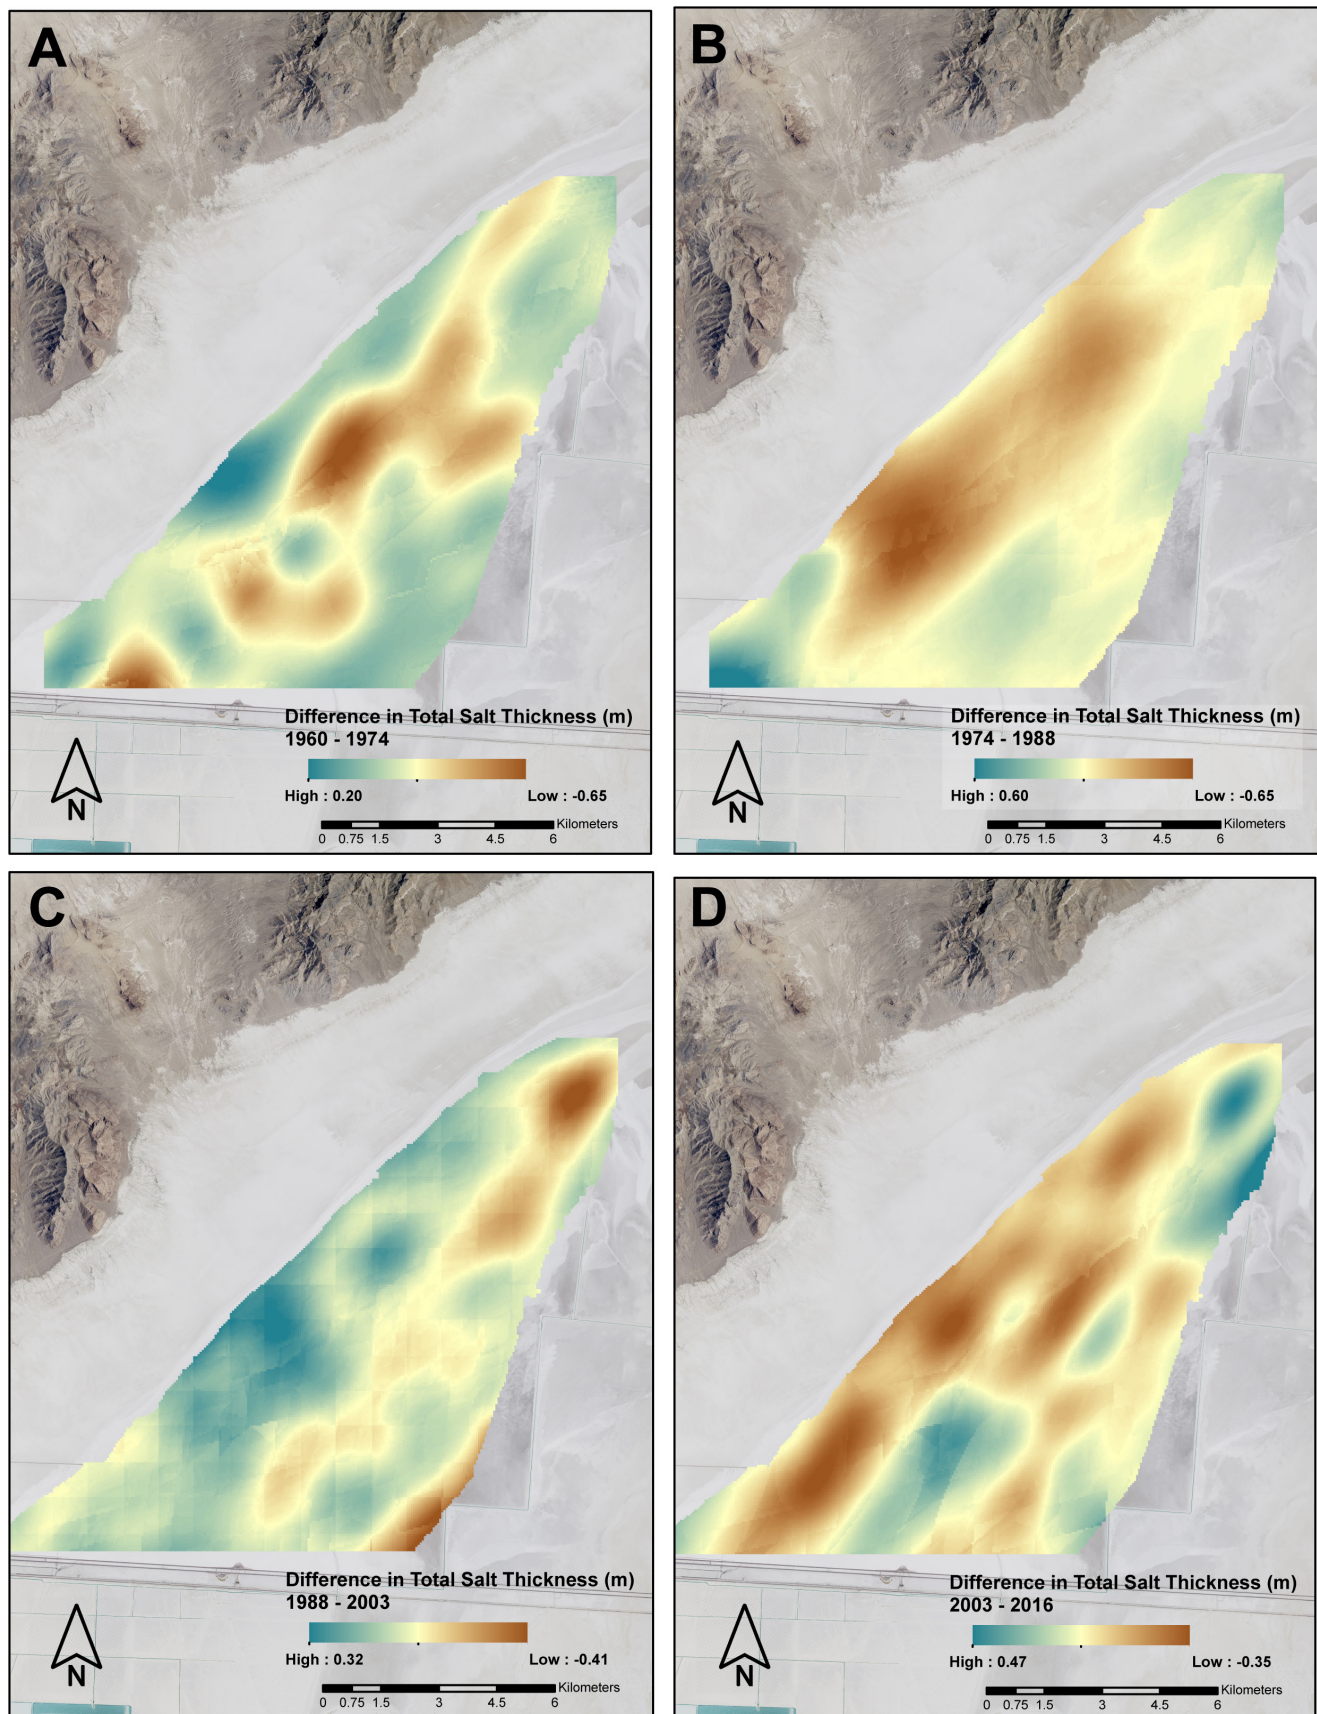 A
Difference in Total Salt Thickness (m)
1960 - 1974
High : 0.20 Low : -0.65
N
Kilometers
0 0.75 1.5 3 4.5 6
B
Difference in Total Salt Thickness (m)
1974 - 1988
High : 0.60 Low : -0.65
N
Kilometers
0 0.75 1.5 3 4.5 6
C
Difference in Total Salt Thickness (m)
1988 - 2003
High : 0.32 Low : -0.41
N
Kilometers
0 0.75 1.5 3 4.5 6
D
Difference in Total Salt Thickness (m)
2003 - 2016
High : 0.47 Low : -0.35
N
Kilometers
0 0.75 1.5 3 4.5 6